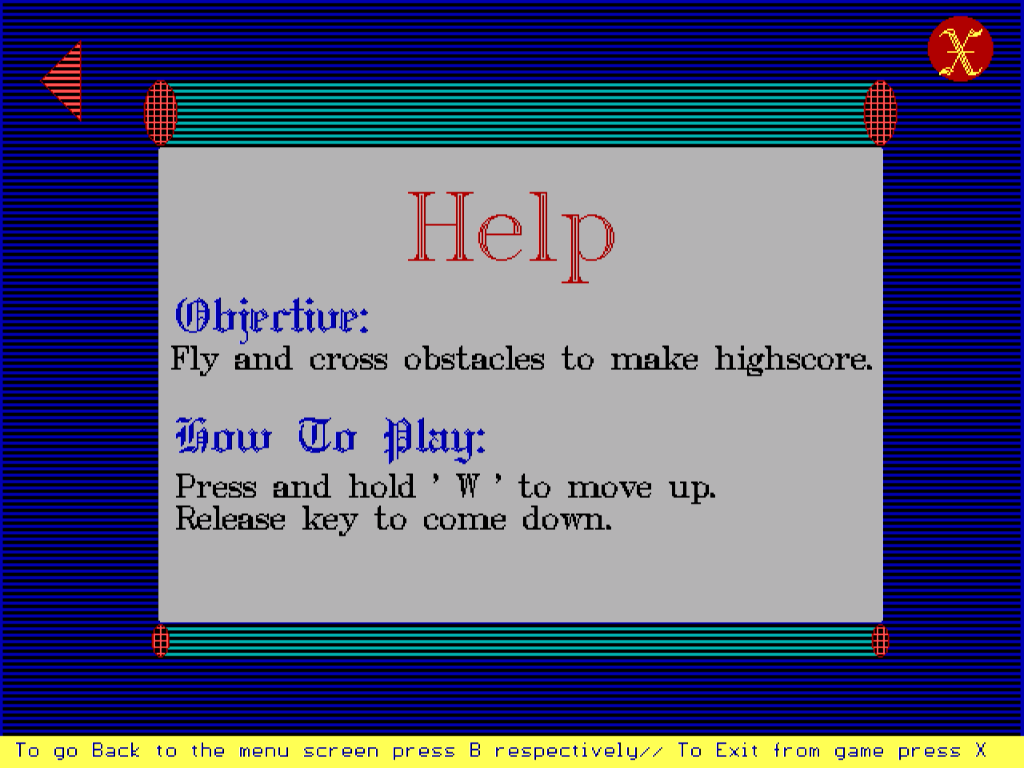 X
Help
Objective:
Fly and cross obstacles to make highscore.
How To Play:
Press and hold ' W ' to move up.
Release key to come down.
To go Back to the menu screen press B respectively// To Exit from game press X